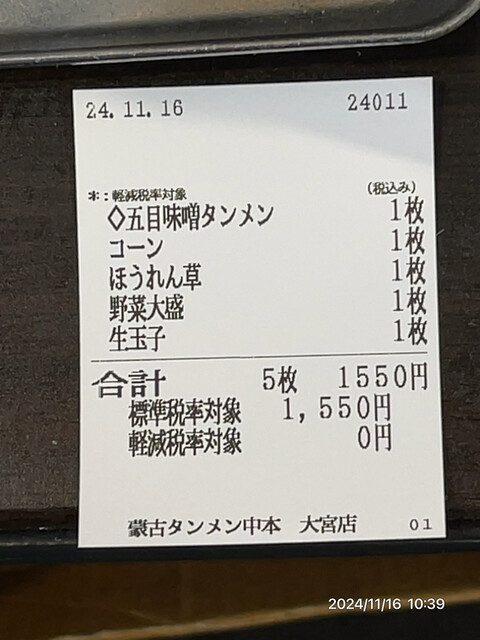 24.11.16 24011
*:軽減税率対象 (税込み)
◇五目味噌タンメン 1枚
コーン 1枚
ほうれん草 1枚
野菜大盛 1枚
生玉子 1枚
合計 5枚 1550円
標準税率対象 1,550円
軽減税率対象 0円
蒙古タンメン中本 大宮店 01
2024/11/16 10:39